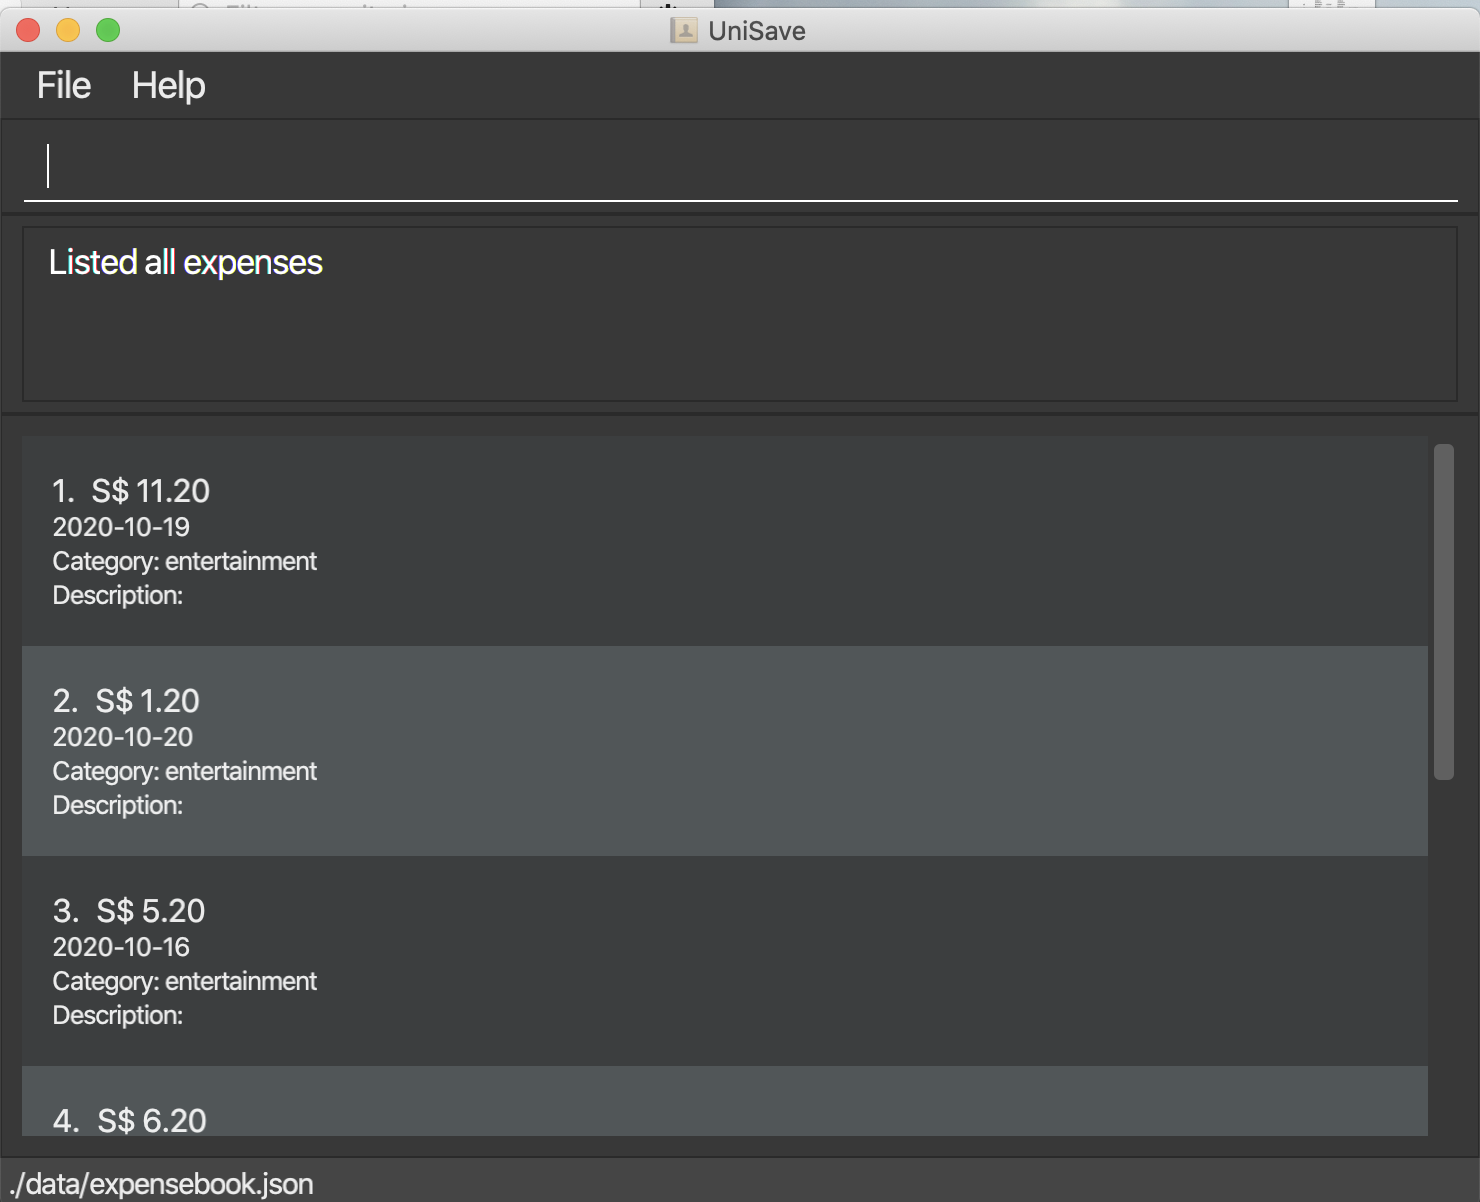 UniSave
File Help
Listed all expenses
1. S$ 11.20
2020-10-19
Category: entertainment
Description:
2. S$ 1.20
2020-10-20
Category: entertainment
Description:
3. S$ 5.20
2020-10-16
Category: entertainment
Description:
4. S$ 6.20
./data/expensebook.json